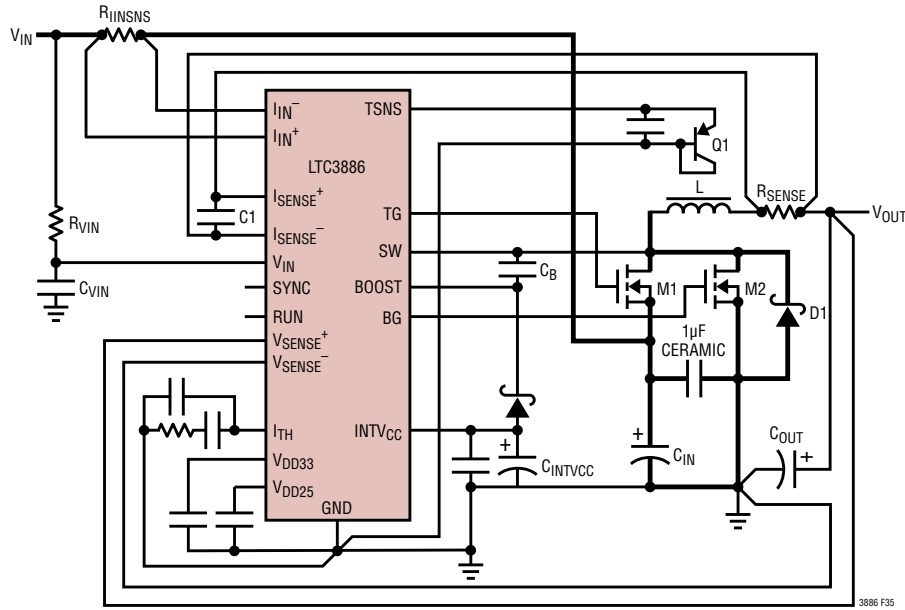 R_IINSNS
V_IN
I_IN^−
TSNS
I_IN^+
Q1
LTC3886
L
R_SENSE
I_SENSE^+
C1
TG
V_OUT
R_VIN
I_SENSE^−
SW
V_IN
C_B
C_VIN
SYNC
BOOST
M1
M2
D1
RUN
BG
1µF
CERAMIC
V_SENSE^+
V_SENSE^−
I_TH
INTV_CC
+
+
C_OUT
+
V_DD33
C_INTVCC
C_IN
V_DD25
GND
3886 F35